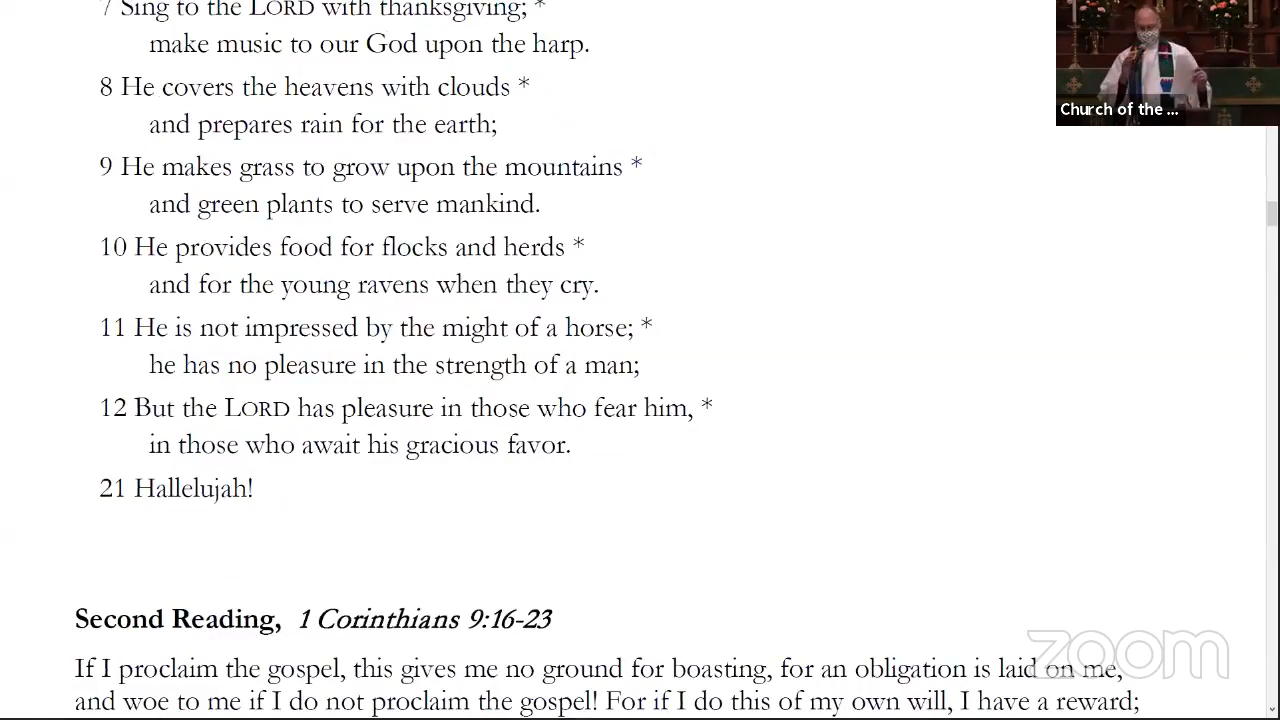 7 Sing to the LORD with thanksgiving; *
make music to our God upon the harp.
8 He covers the heavens with clouds *
and prepares rain for the earth;
9 He makes grass to grow upon the mountains *
and green plants to serve mankind.
10 He provides food for flocks and herds *
and for the young ravens when they cry.
11 He is not impressed by the might of a horse; *
he has no pleasure in the strength of a man;
12 But the LORD has pleasure in those who fear him, *
in those who await his gracious favor.
21 Hallelujah!
Second Reading, 1 Corinthians 9:16-23
If I proclaim the gospel, this gives me no ground for boasting, for an obligation is laid on me,
and woe to me if I do not proclaim the gospel! For if I do this of my own will, I have a reward;
Church of the ...
zoom